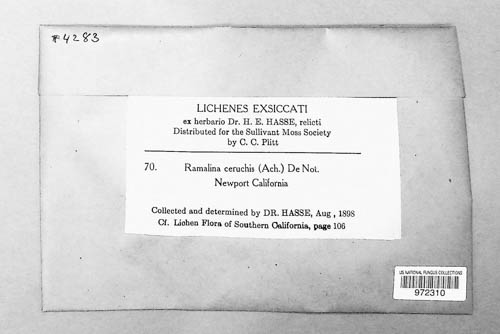 #4283
LICHENES EXSICCATI
ex herbario Dr. H. E. HASSE, relicti
Distributed for the Sullivant Moss Society
by C. C. Plitt
70. Ramalina ceruchis (Ach.) De Not.
Newport California
Collected and determined by DR. HASSE, Aug, 1898
Cf. Lichen Flora of Southern California, page 106
US NATIONAL FUNGUS COLLECTIONS
972310